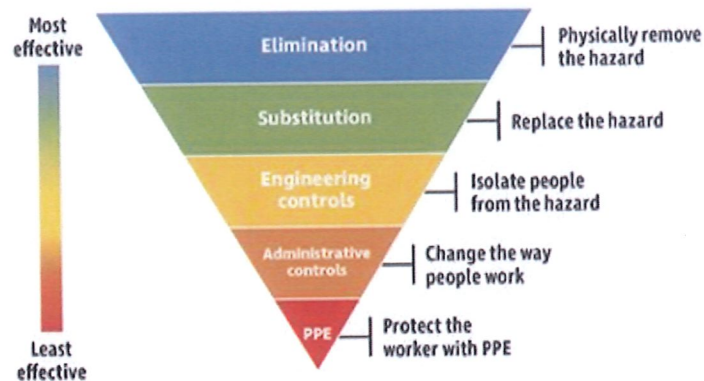 Most
effective
Elimination
Physically remove
the hazard
Substitution
Replace the hazard
Engineering
controls
Isolate people
from the hazard
Administrative
controls
Change the way
people work
PPE
Protect the
worker with PPE
Least
effective